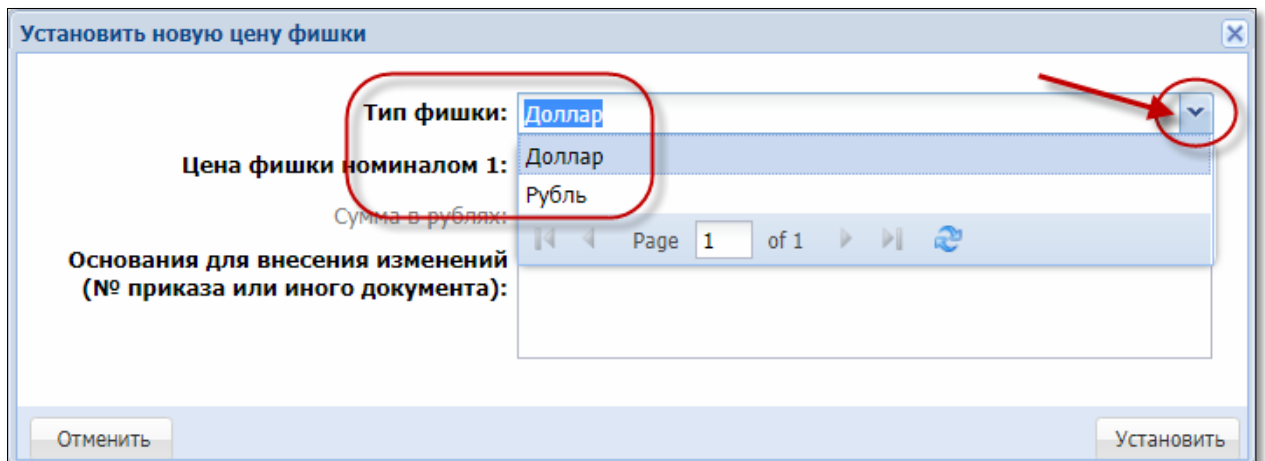 Установить новую цену фишки
Тип фишки: Доллар
Доллар
Цена фишки номиналом 1:
Рубль
Сумма в рублях:
Page 1 of 1
Основания для внесения изменений
(№ приказа или иного документа):
Отменить Установить